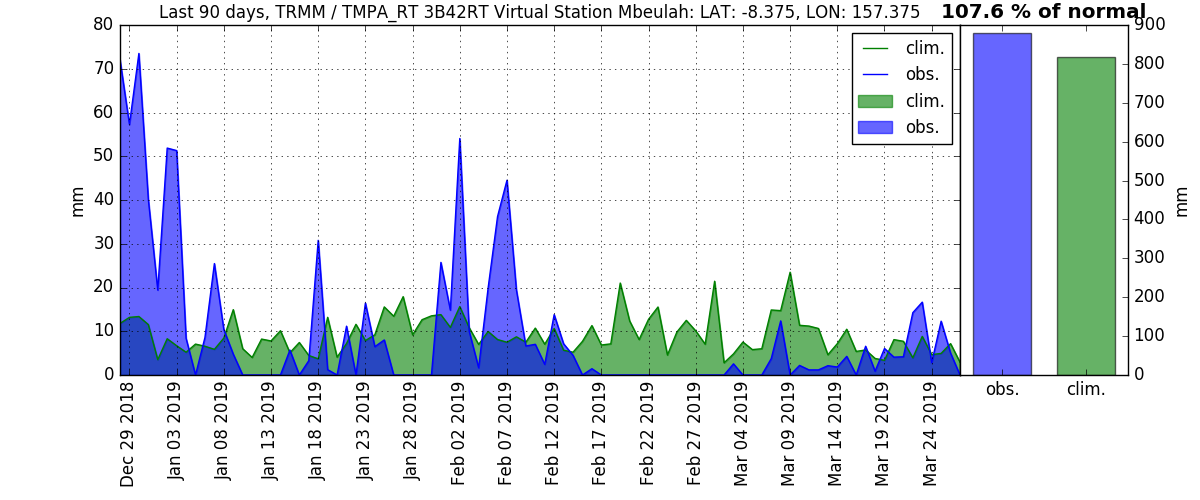 Last 90 days, TRMM / TMPA_RT 3B42RT Virtual Station Mbeulah: LAT: -8.375, LON: 157.375
107.6 % of normal
80
70
60
50
40
30
20
10
0
mm
clim.
obs.
clim.
obs.
900
800
700
600
500
400
300
200
100
0
mm
Dec 29 2018
Jan 03 2019
Jan 08 2019
Jan 13 2019
Jan 18 2019
Jan 23 2019
Jan 28 2019
Feb 02 2019
Feb 07 2019
Feb 12 2019
Feb 17 2019
Feb 22 2019
Feb 27 2019
Mar 04 2019
Mar 09 2019
Mar 14 2019
Mar 19 2019
Mar 24 2019
obs.
clim.